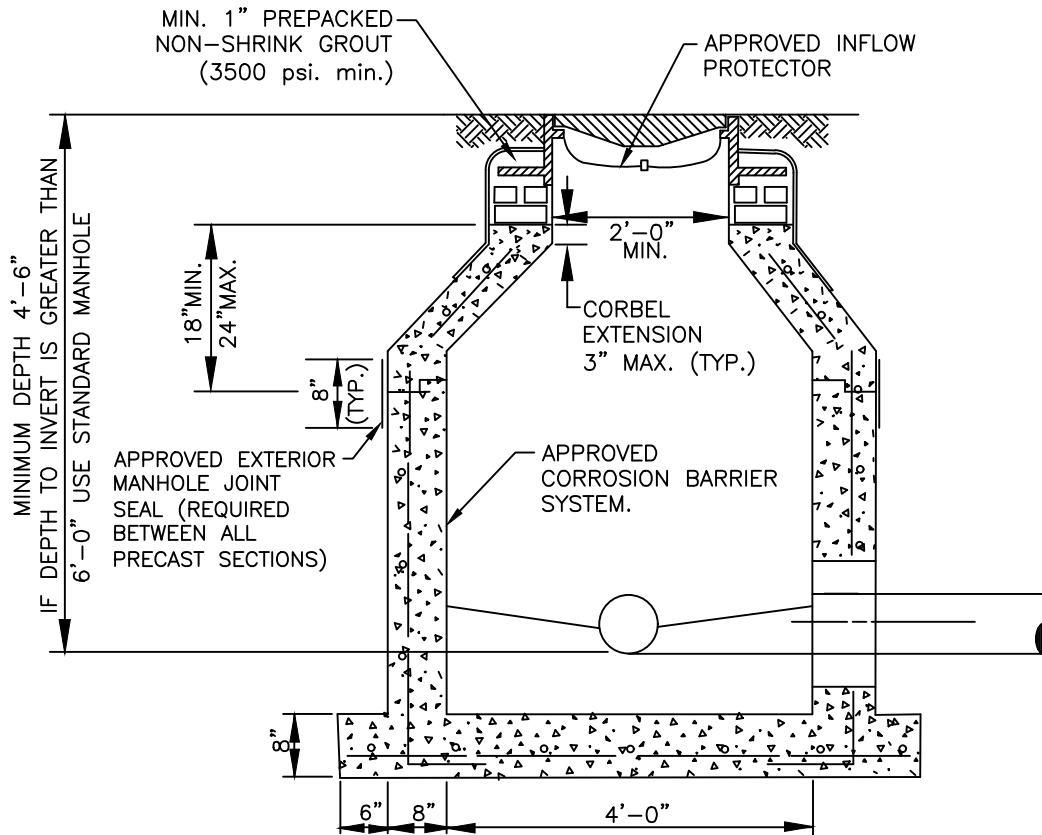 MIN. 1” PREPACKED
NON-SHRINK GROUT
(3500 psi. min.)
APPROVED INFLOW
PROTECTOR
MINIMUM DEPTH 4'-6”
IF DEPTH TO INVERT IS GREATER THAN
6'-0” USE STANDARD MANHOLE
18”MIN.
24”MAX.
2'-0”
MIN.
CORBEL
EXTENSION
3” MAX. (TYP.)
8”
(TYP.)
APPROVED EXTERIOR
MANHOLE JOINT
SEAL (REQUIRED
BETWEEN ALL
PRECAST SECTIONS)
APPROVED
CORROSION BARRIER
SYSTEM.
8”
6”
8”
4'-0”